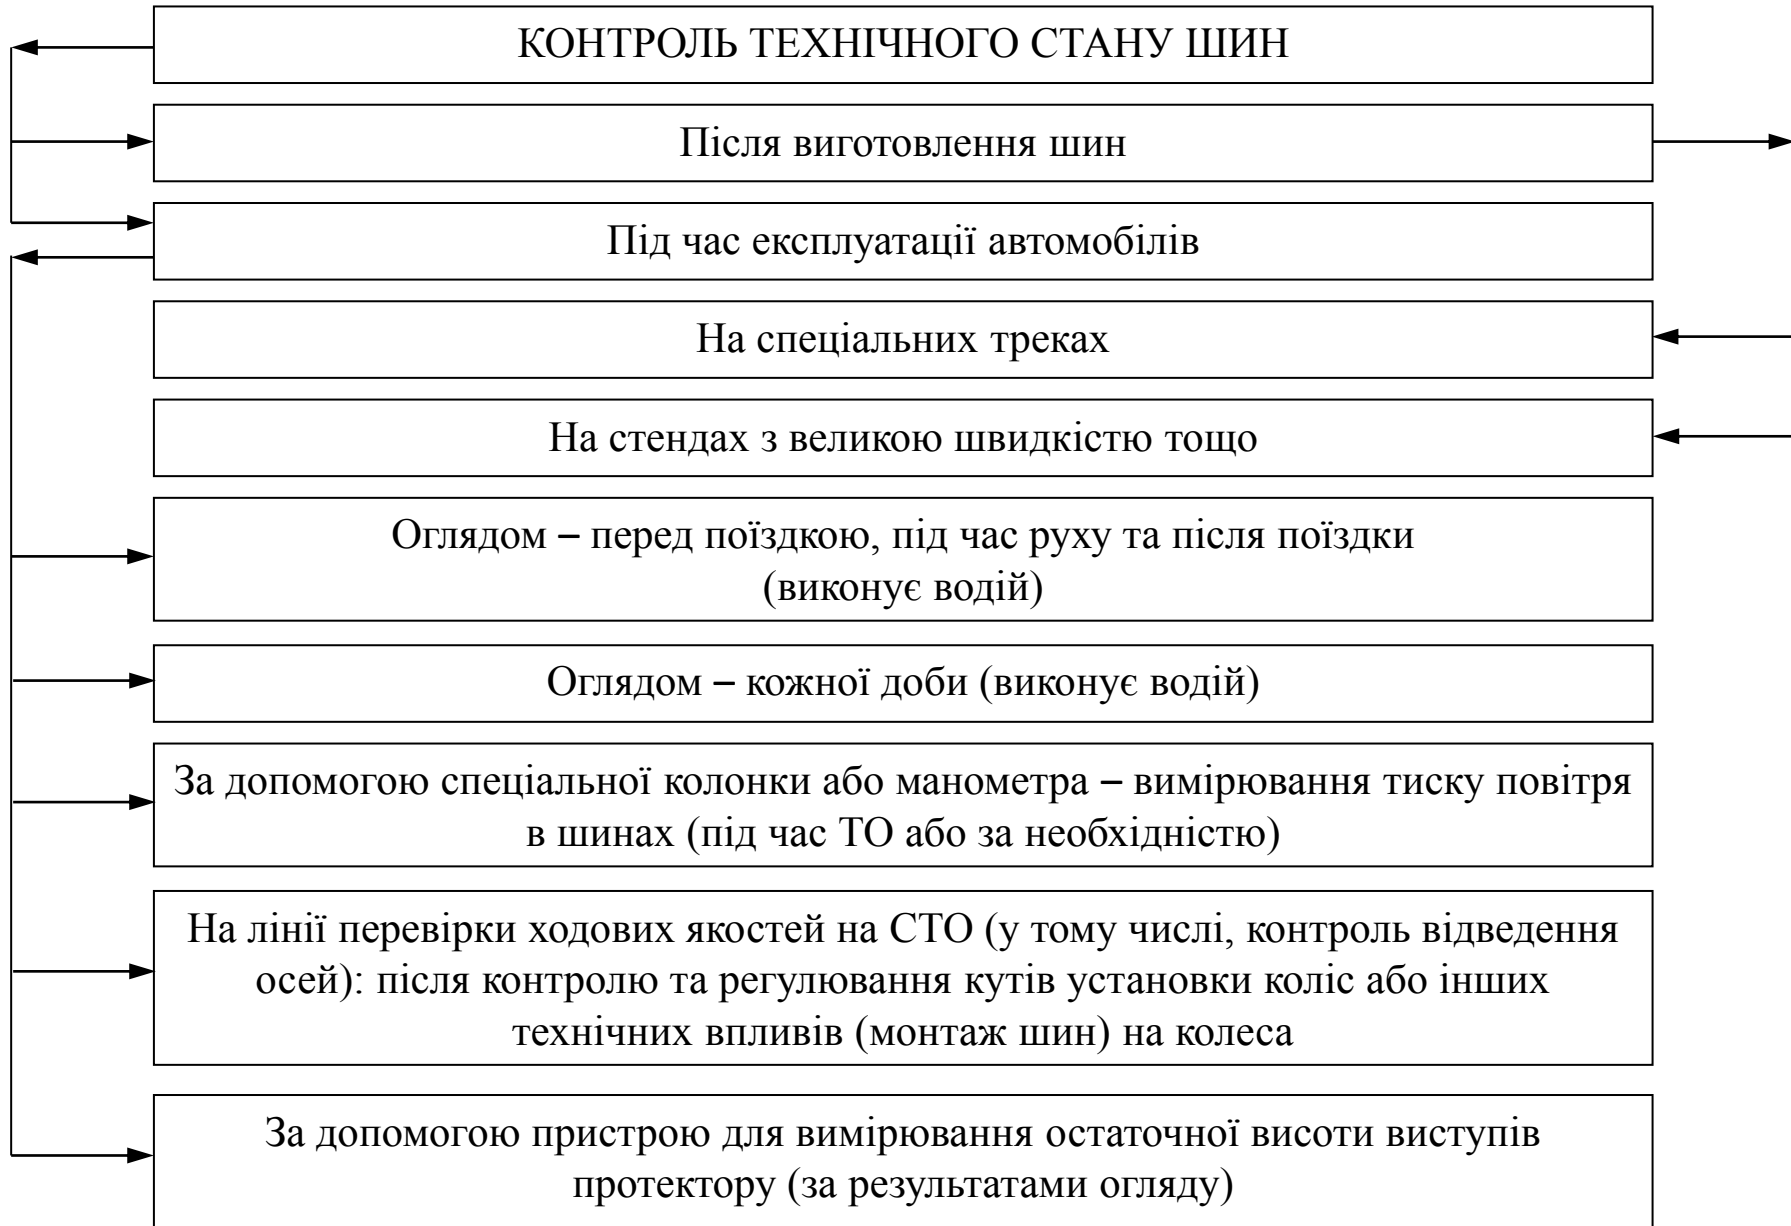 КОНТРОЛЬ ТЕХНІЧНОГО СТАНУ ШИН
Після виготовлення шин
Під час експлуатації автомобілів
На спеціальних треках
На стендах з великою швидкістю тощо
Оглядом – перед поїздкою, під час руху та після поїздки
(виконує водій)
Оглядом – кожної доби (виконує водій)
За допомогою спеціальної колонки або манометра – вимірювання тиску повітря
в шинах (під час ТО або за необхідністю)
На лінії перевірки ходових якостей на СТО (у тому числі, контроль відведення
осей): після контролю та регулювання кутів установки коліс або інших
технічних впливів (монтаж шин) на колеса
За допомогою пристрою для вимірювання остаточної висоти виступів
протектору (за результатами огляду)